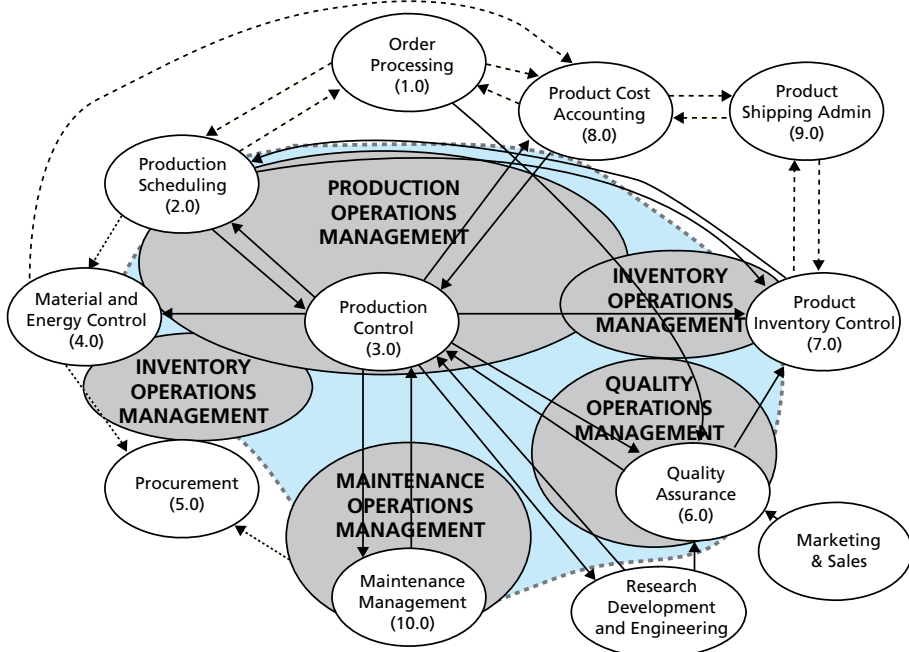 Order
Processing
(1.0)
Product Cost
Accounting
(8.0)
Product
Shipping Admin
(9.0)
Production
Scheduling
(2.0)
PRODUCTION
OPERATIONS
MANAGEMENT
Material and
Energy Control
(4.0)
Production
Control
(3.0)
INVENTORY
OPERATIONS
MANAGEMENT
Product
Inventory Control
(7.0)
INVENTORY
OPERATIONS
MANAGEMENT
QUALITY
OPERATIONS
MANAGEMENT
Procurement
(5.0)
MAINTENANCE
OPERATIONS
MANAGEMENT
Quality
Assurance
(6.0)
Marketing
& Sales
Maintenance
Management
(10.0)
Research
Development
and Engineering